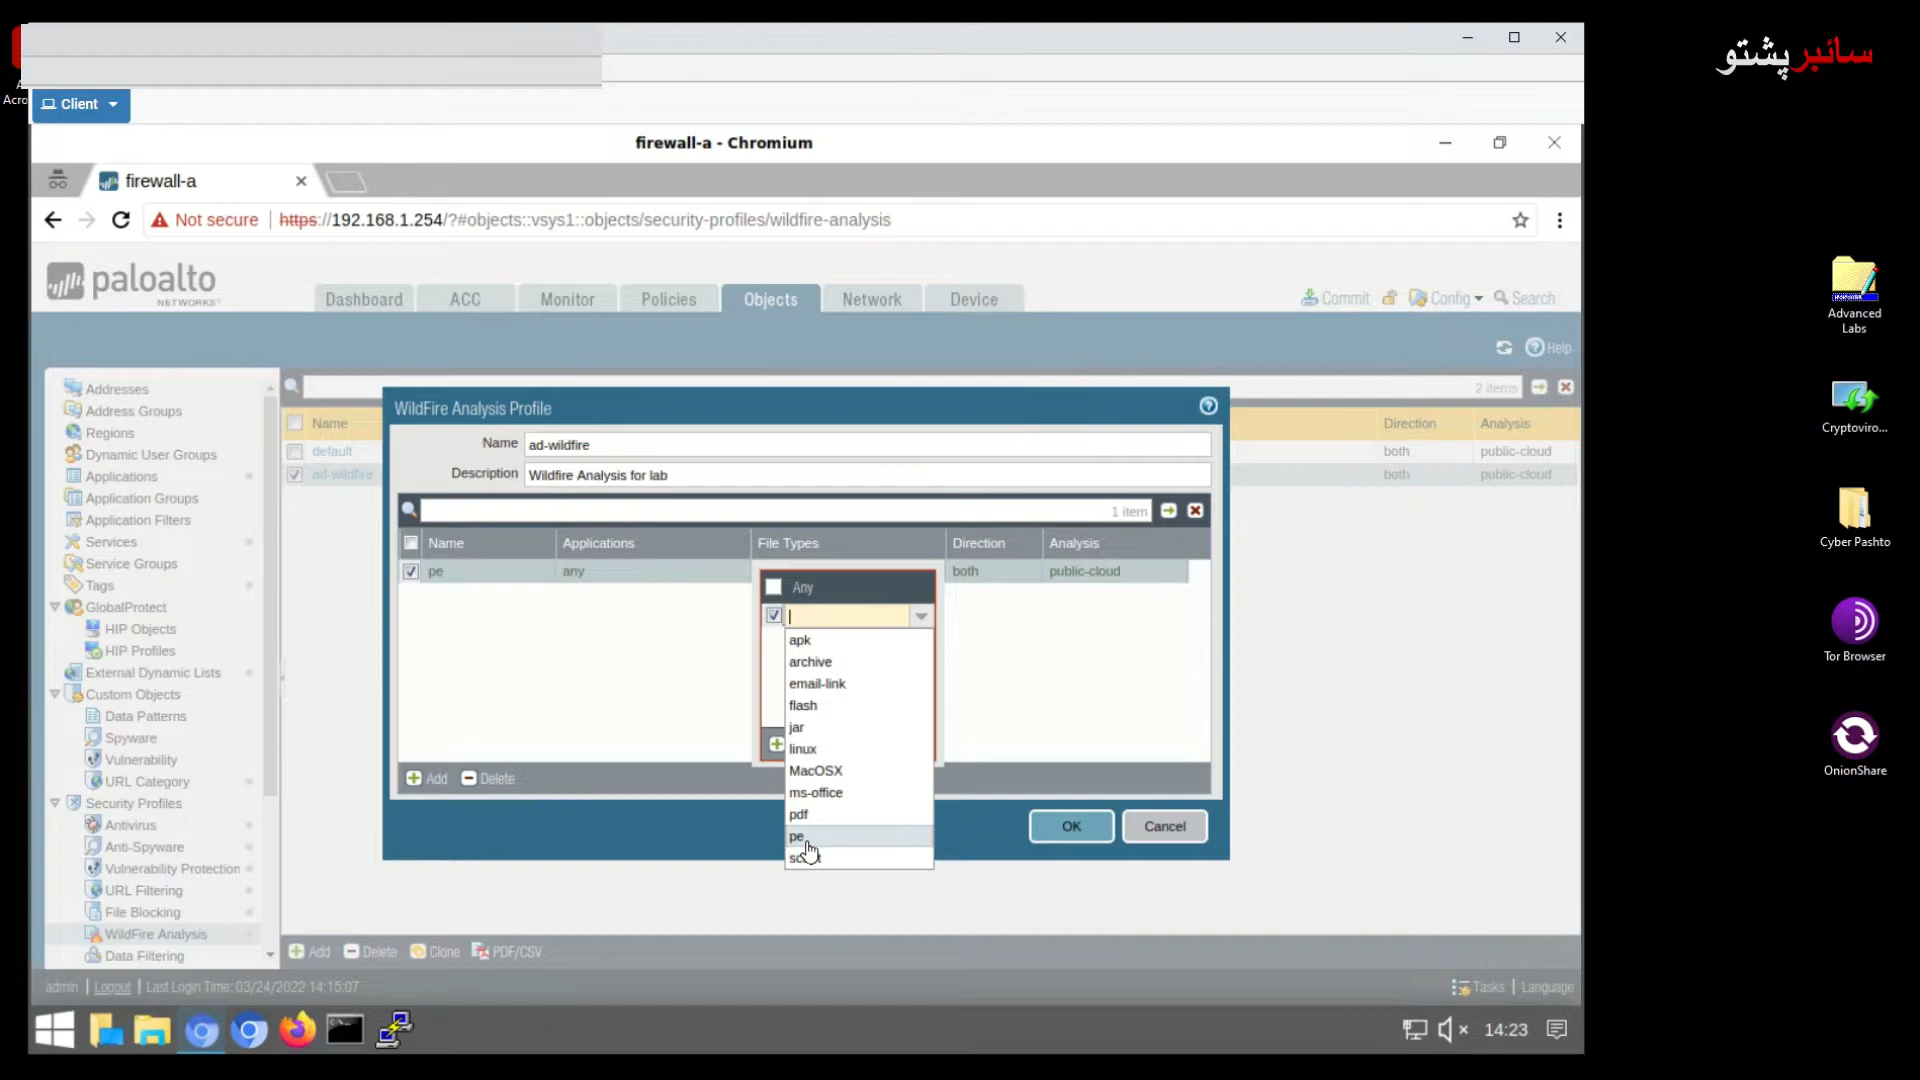 سائبر پشتو
Acro
Client
firewall-a - Chromium
firewall-a
Not secure https://192.168.1.254/?#objects::vsys1::objects/security-profiles/wildfire-analysis
paloalto
NETWORKS
Dashboard ACC Monitor Policies Objects Network Device
Commit Config Search
Help
Addresses
Address Groups
Regions
Dynamic User Groups
Applications
Application Groups
Application Filters
Services
Service Groups
Tags
GlobalProtect
HIP Objects
HIP Profiles
External Dynamic Lists
Custom Objects
Data Patterns
Spyware
Vulnerability
URL Category
Security Profiles
Antivirus
Anti-Spyware
Vulnerability Protection
URL Filtering
File Blocking
WildFire Analysis
Data Filtering
2 items
Name Direction Analysis
default both public-cloud
ad-wildfire both public-cloud
WildFire Analysis Profile
Name ad-wildfire
Description Wildfire Analysis for lab
1 item
Name Applications File Types Direction Analysis
pe any both public-cloud
Any
apk
archive
email-link
flash
jar
linux
MacOSX
ms-office
pdf
pe
Add Delete
OK Cancel
Add Delete Clone PDF/CSV
admin | Logout | Last Login Time: 03/24/2022 14:15:07
Tasks | Language
14:23
Advanced
Labs
Cryptoviro...
Cyber Pashto
Tor Browser
OnionShare